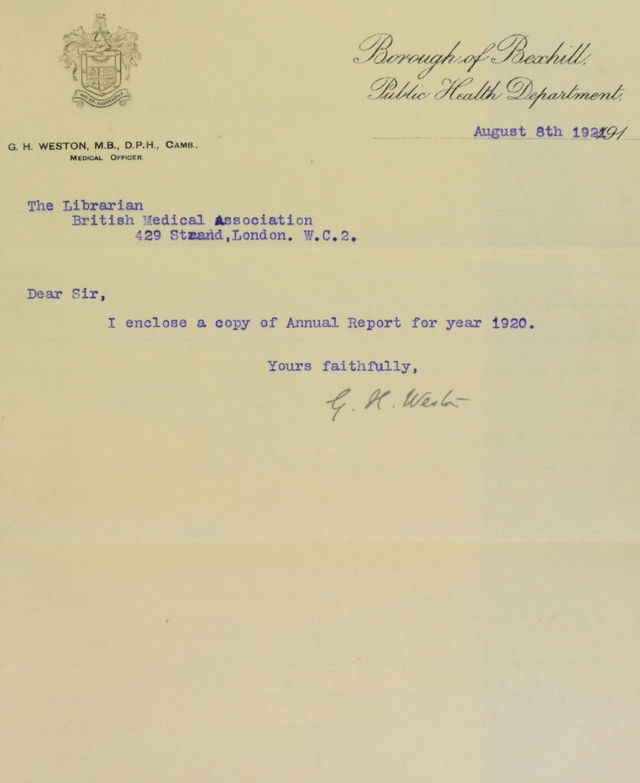 Borough of Bexhill.
Public Health Department.
August 8th 1921
G. H. WESTON, M.B., D.P.H., CAMB.,
MEDICAL OFFICER.
The Librarian
British Medical Association
429 Strand,London. W.C.2.
Dear Sir,
I enclose a copy of Annual Report for year 1920.
Yours faithfully,
G. H. Weston